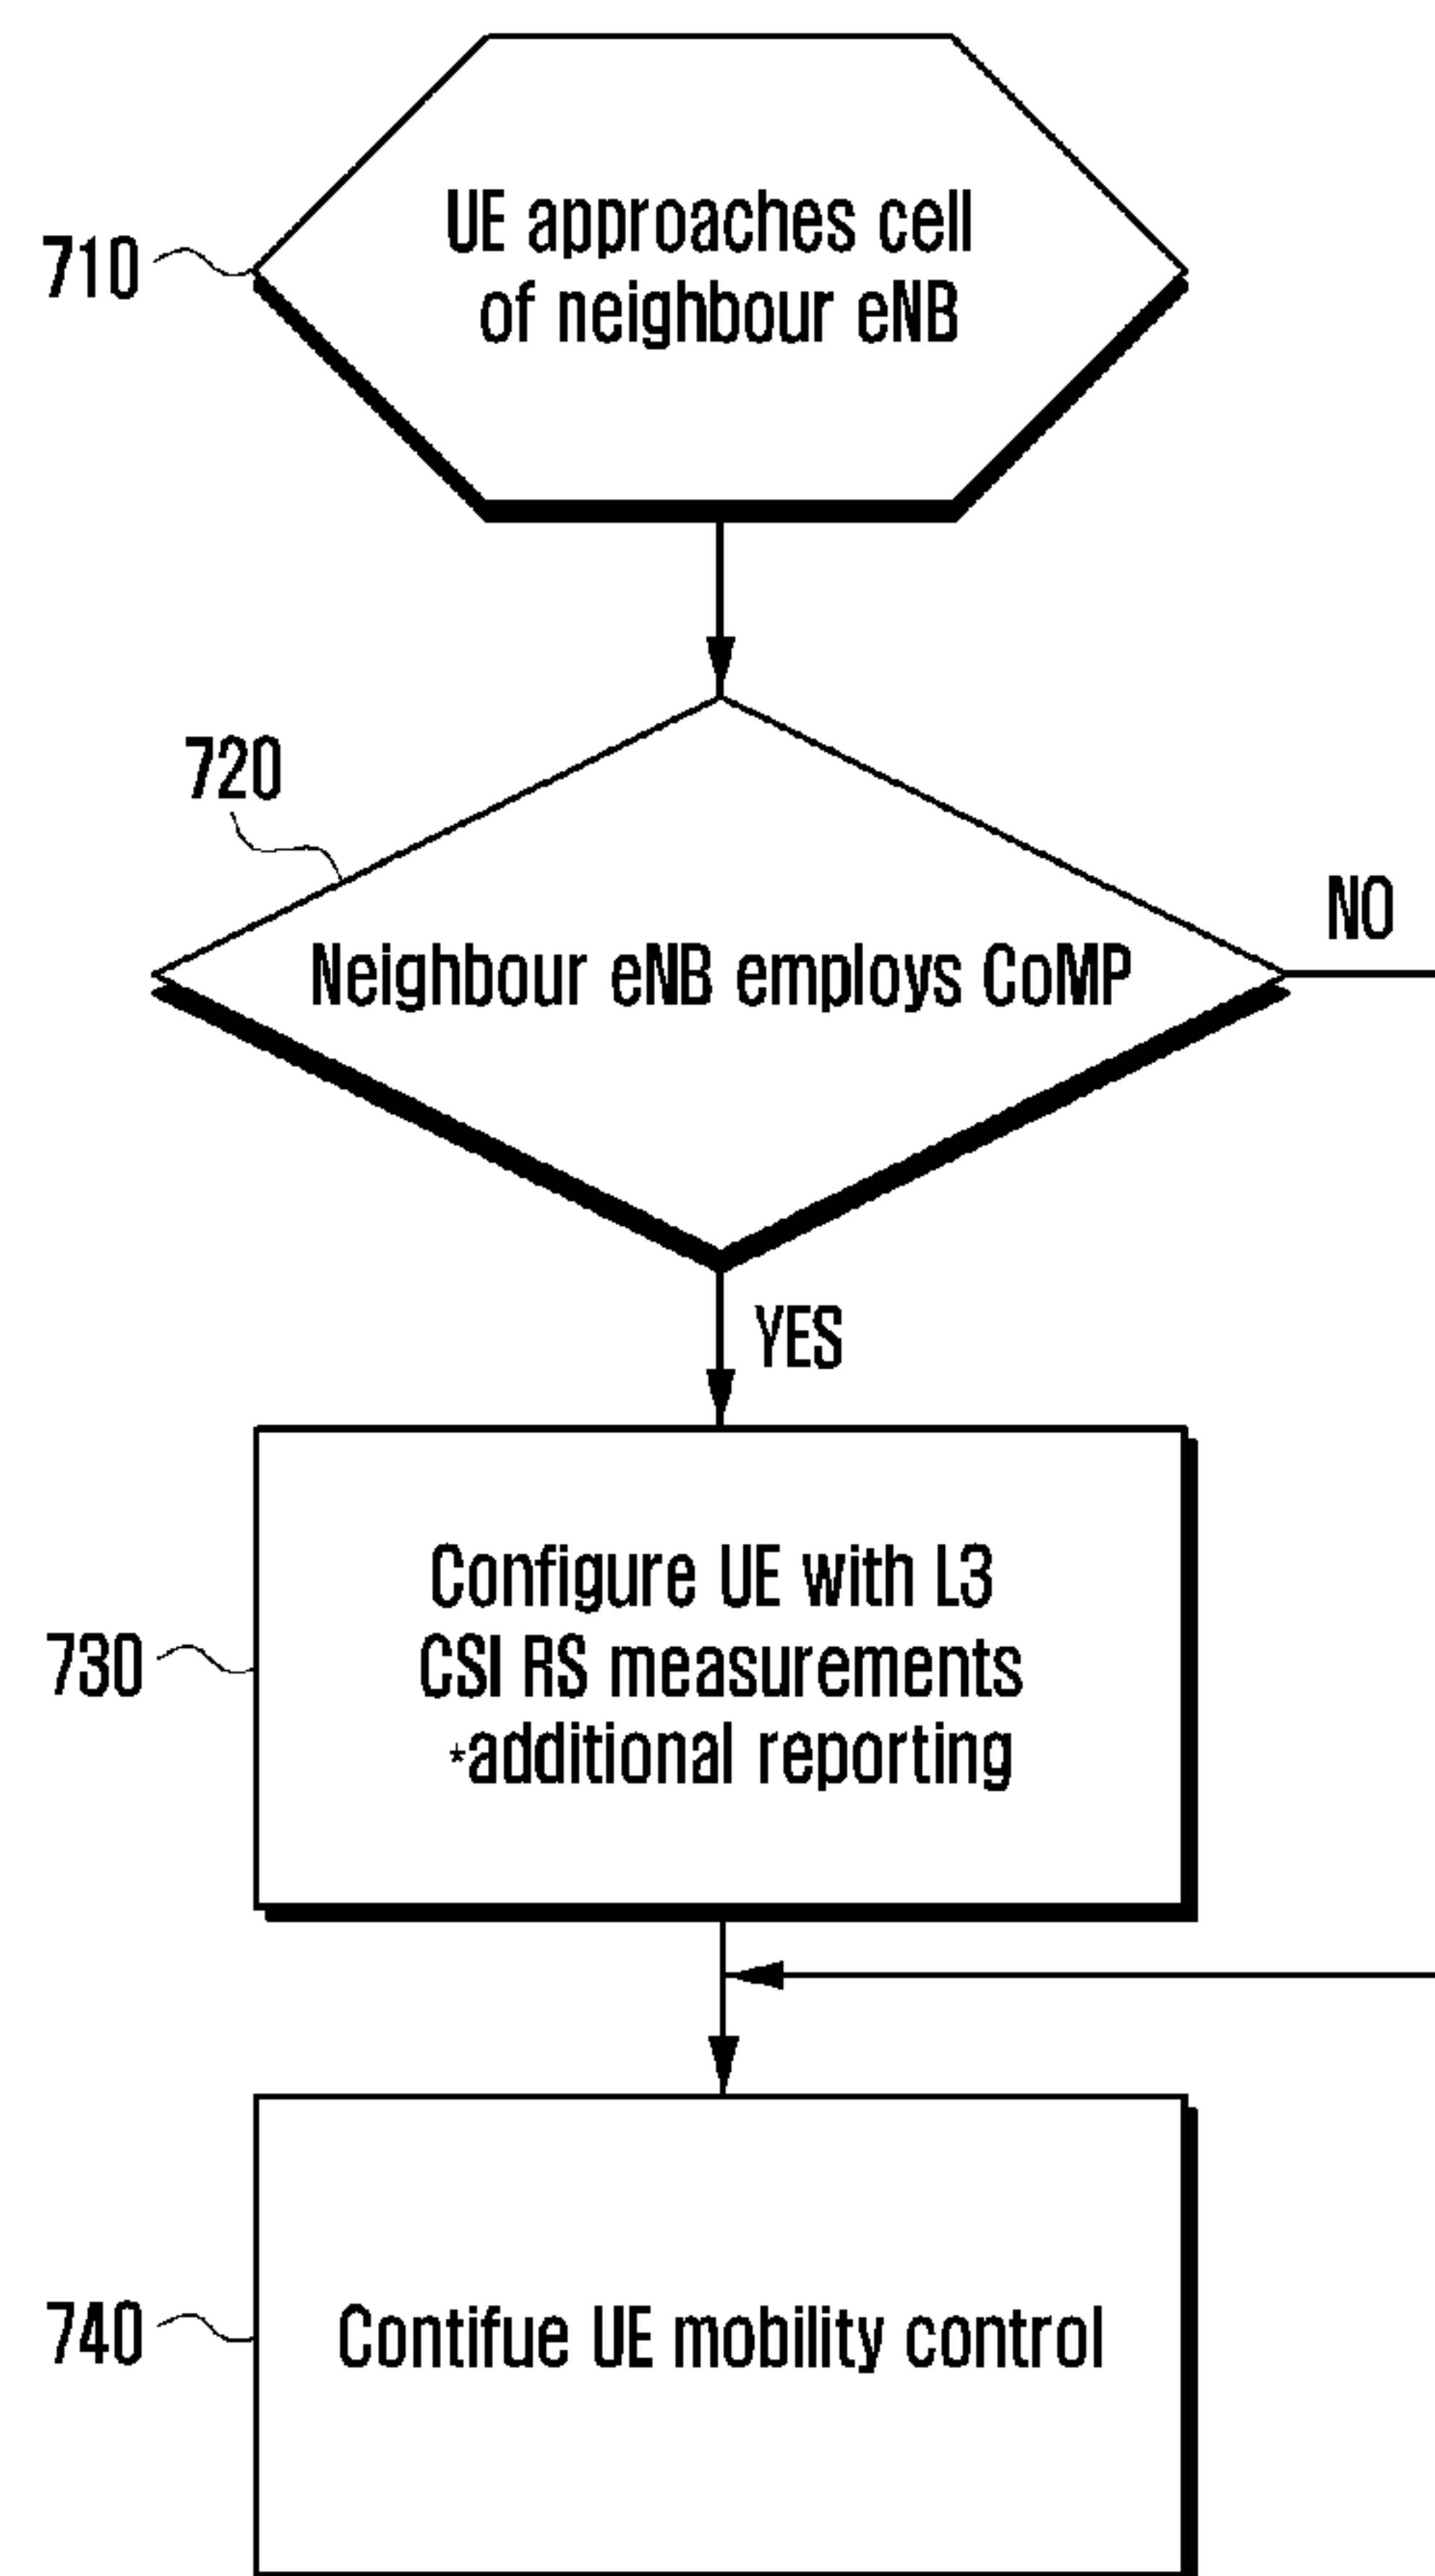 710
UE approaches cell
of neighbour eNB
720
Neighbour eNB employs CoMP
NO
YES
730
Configure UE with L3
CSI RS measurements
*additional reporting
740
Contifue UE mobility control